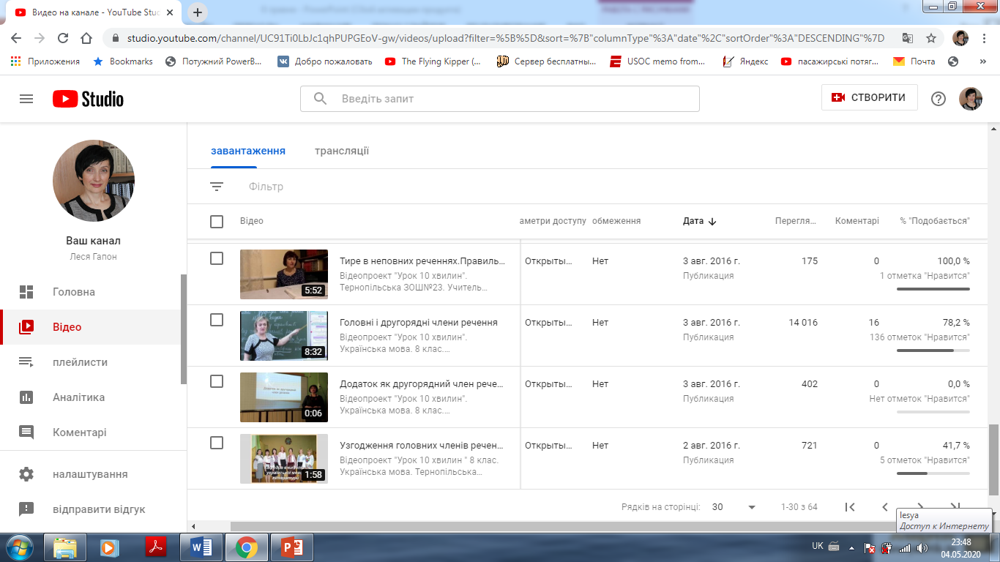 Видео на канале - YouTube Stud
studio.youtube.com/channel/UC91Ti0LbJc1qhPUPGEoV-gw/videos/upload?filter=%5B%5D&sort=%7B"columnType"%3A"date"%2C"sortOrder"%3A"DESCENDING"%7D
Приложения Bookmarks Потужний PowerB... Добро пожаловать The Flying Kipper (... Сервер бесплатны... USOC memo from... Яндекс пасажирські потяг... Почта »
Studio Введіть запит СТВОРИТИ
завантаження трансляції
Фільтр
Відео аметри доступу обмеження Дата Перегля... Коментарі % "Подобається"
Ваш канал
Леся Гапон
Головна
Відео
плейлисти
Аналітика
Коментарі
налаштування
відправити відгук
5:52 Тире в неповних реченнях.Правиль... Открыты... Нет 3 авг. 2016 г. 175 0 100,0 %
Відеопроект "Урок 10 хвилин". Публикация 1 отметка "Нравится"
Тернопільська ЗОШ№23. Учитель...
8:32 Головні і другорядні члени речення Открыты... Нет 3 авг. 2016 г. 14 016 16 78,2 %
Відеопроект "Урок 10 хвилин". Публикация 136 отметок "Нравится"
Українська мова. 8 клас....
0:06 Додаток як другорядний член рече... Открыты... Нет 3 авг. 2016 г. 402 0 0,0 %
Відеопроект "Урок 10 хвилин". Публикация Нет отметок "Нравится"
Українська мова. 8 клас....
1:58 Узгодження головних членів речен... Открыты... Нет 2 авг. 2016 г. 721 0 41,7 %
Відеопроект "Урок 10 хвилин " 8 клас. Публикация 5 отметок "Нравится"
Українська мова. Тернопільська...
Рядків на сторінці: 30 1-30 з 64
lesya
Доступ к Интернету
UK 23:48
04.05.2020